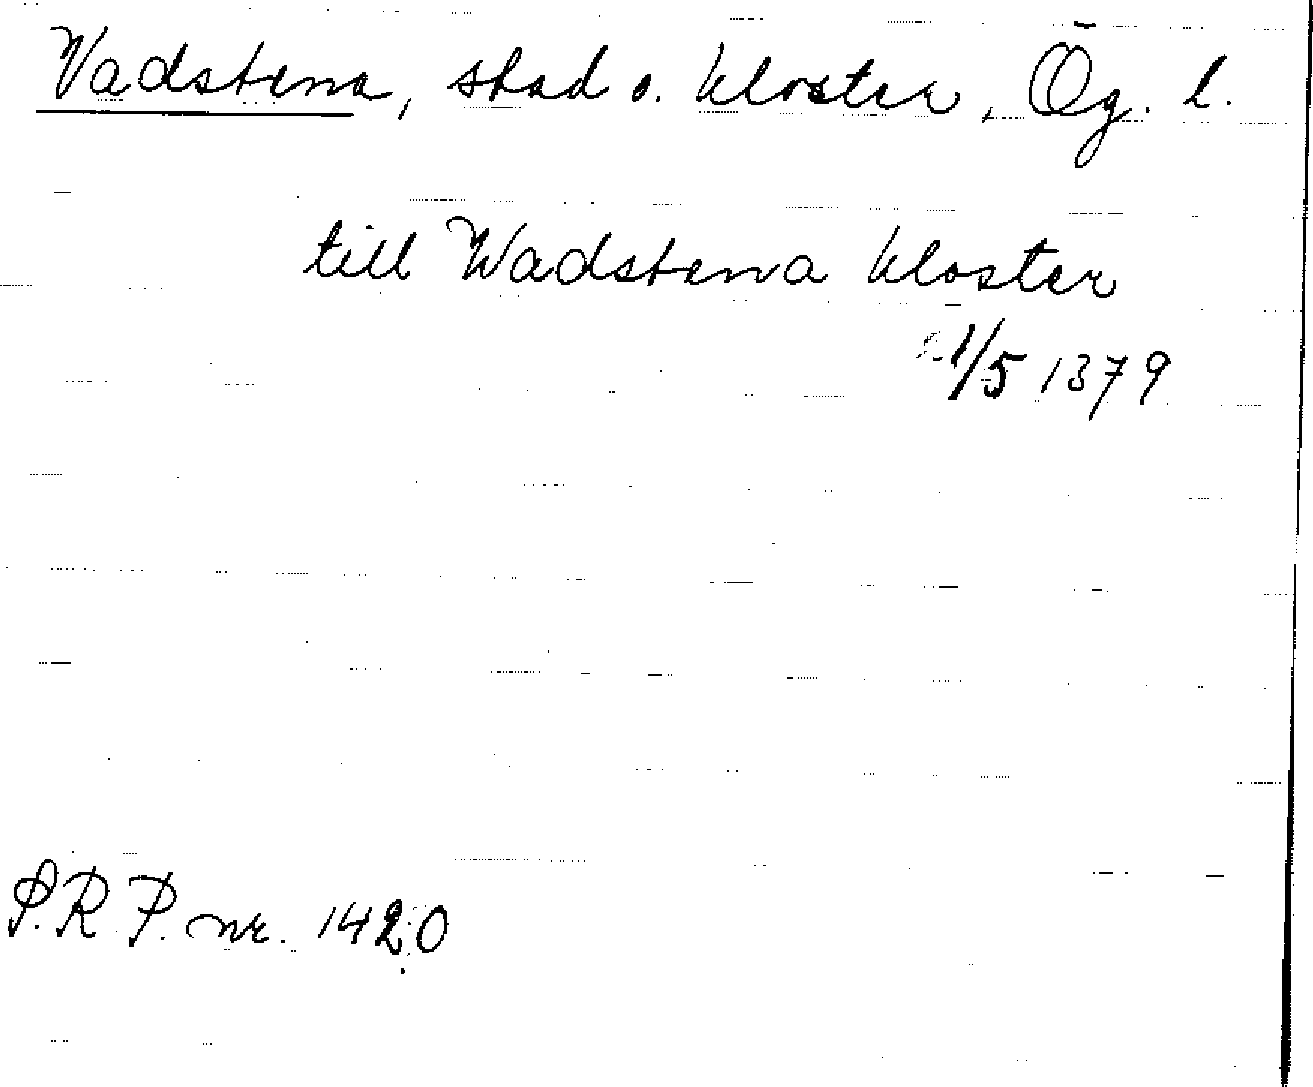 Vadstena, stad o. kloster, Ög. l.
till Wadstena kloster
1/5 1379
S.R.P. nr. 1420